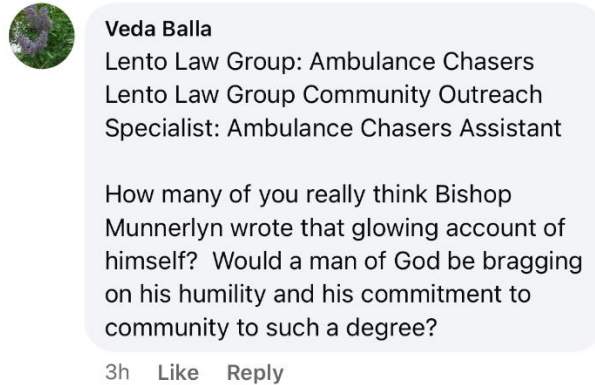 Veda Balla
Lento Law Group: Ambulance Chasers
Lento Law Group Community Outreach
Specialist: Ambulance Chasers Assistant
How many of you really think Bishop
Munnerlyn wrote that glowing account of
himself?  Would a man of God be bragging
on his humility and his commitment to
community to such a degree?
3h Like Reply